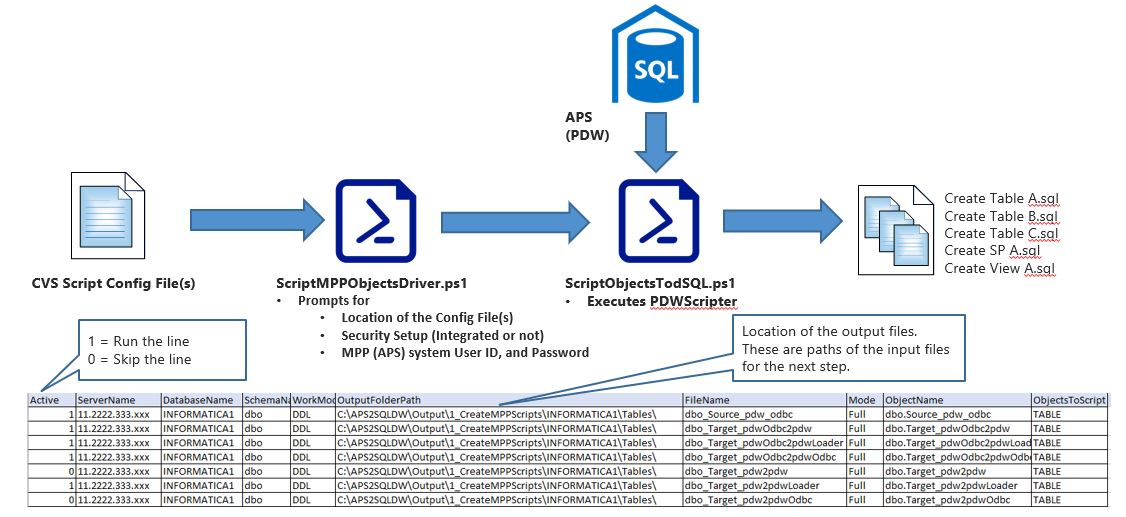 SQL
APS
(PDW)
Create Table A.sql
Create Table B.sql
Create Table C.sql
Create SP A.sql
Create View A.sql
CVS Script Config File(s)
ScriptMPPObjectsDriver.ps1
• Prompts for
• Location of the Config File(s)
• Security Setup (Integrated or not)
• MPP (APS) system User ID, and Password
ScriptObjectsTodSQL.ps1
• Executes PDWScripter
1 = Run the line
0 = Skip the line
Location of the output files.
These are paths of the input files
for the next step.
Active ServerName DatabaseName SchemaNa WorkMod OutputFolderPath FileName Mode ObjectName ObjectsToScript
1 11.2222.333.xxx INFORMATICA1 dbo DDL C:\APS2SQLDW\Output\1_CreateMPPScripts\INFORMATICA1\Tables\ dbo_Source_pdw_odbc Full dbo.Source_pdw_odbc TABLE
1 11.2222.333.xxx INFORMATICA1 dbo DDL C:\APS2SQLDW\Output\1_CreateMPPScripts\INFORMATICA1\Tables\ dbo_Target_pdwOdbc2pdw Full dbo.Target_pdwOdbc2pdw TABLE
1 11.2222.333.xxx INFORMATICA1 dbo DDL C:\APS2SQLDW\Output\1_CreateMPPScripts\INFORMATICA1\Tables\ dbo_Target_pdwOdbc2pdwLoader Full dbo.Target_pdwOdbc2pdwLoad TABLE
1 11.2222.333.xxx INFORMATICA1 dbo DDL C:\APS2SQLDW\Output\1_CreateMPPScripts\INFORMATICA1\Tables\ dbo_Target_pdwOdbc2pdwOdbc Full dbo.Target_pdwOdbc2pdwOdb TABLE
0 11.2222.333.xxx INFORMATICA1 dbo DDL C:\APS2SQLDW\Output\1_CreateMPPScripts\INFORMATICA1\Tables\ dbo_Target_pdw2pdw Full dbo.Target_pdw2pdw TABLE
1 11.2222.333.xxx INFORMATICA1 dbo DDL C:\APS2SQLDW\Output\1_CreateMPPScripts\INFORMATICA1\Tables\ dbo_Target_pdw2pdwLoader Full dbo.Target_pdw2pdwLoader TABLE
0 11.2222.333.xxx INFORMATICA1 dbo DDL C:\APS2SQLDW\Output\1_CreateMPPScripts\INFORMATICA1\Tables\ dbo_Target_pdw2pdwOdbc Full dbo.Target_pdw2pdwOdbc TABLE